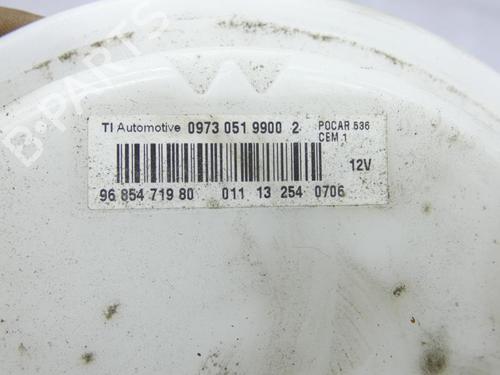 B-PARTS
TI Automotive 0973 051 9900 2 POCAR 536
CEM 1
12V
96 854 719 80 011 13 254 0706